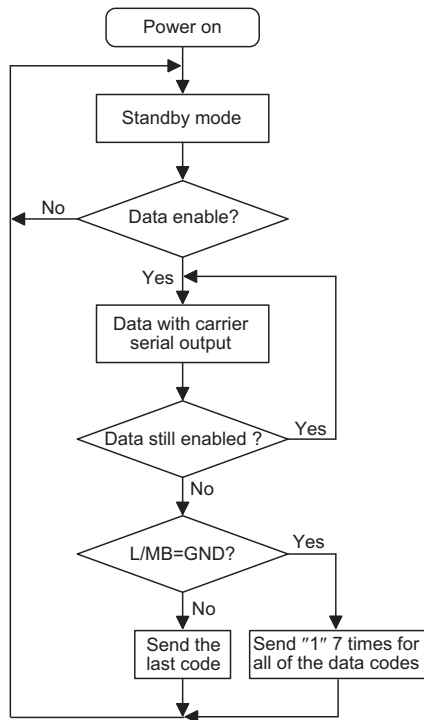 Power on
Standby mode
Data enable?
No
Yes
Data with carrier
serial output
Data still enabled ?
Yes
No
L/MB=GND?
Yes
No
Send the
last code
Send ″1″ 7 times for
all of the data codes